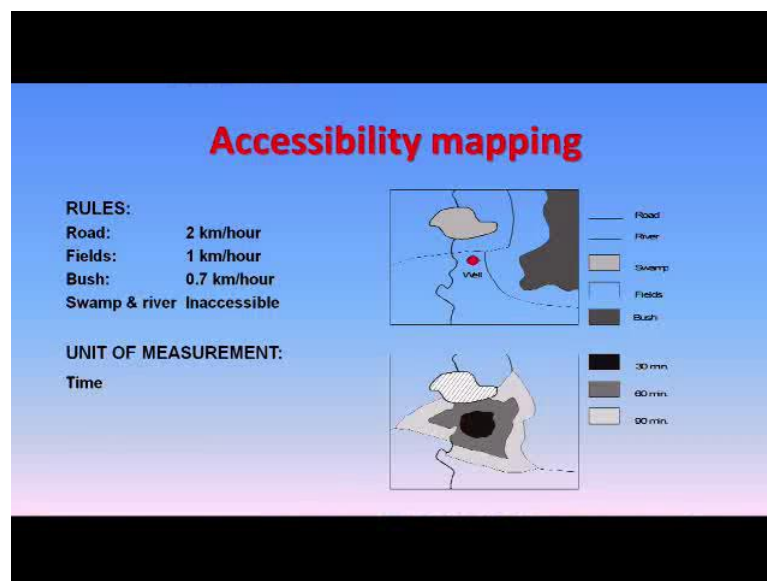 Accessibility mapping
RULES:
Road: 2 km/hour
Fields: 1 km/hour
Bush: 0.7 km/hour
Swamp & river Inaccessible
UNIT OF MEASUREMENT:
Time
Well
Road
River
Swamp
Fields
Bush
30 min.
60 min.
90 min.